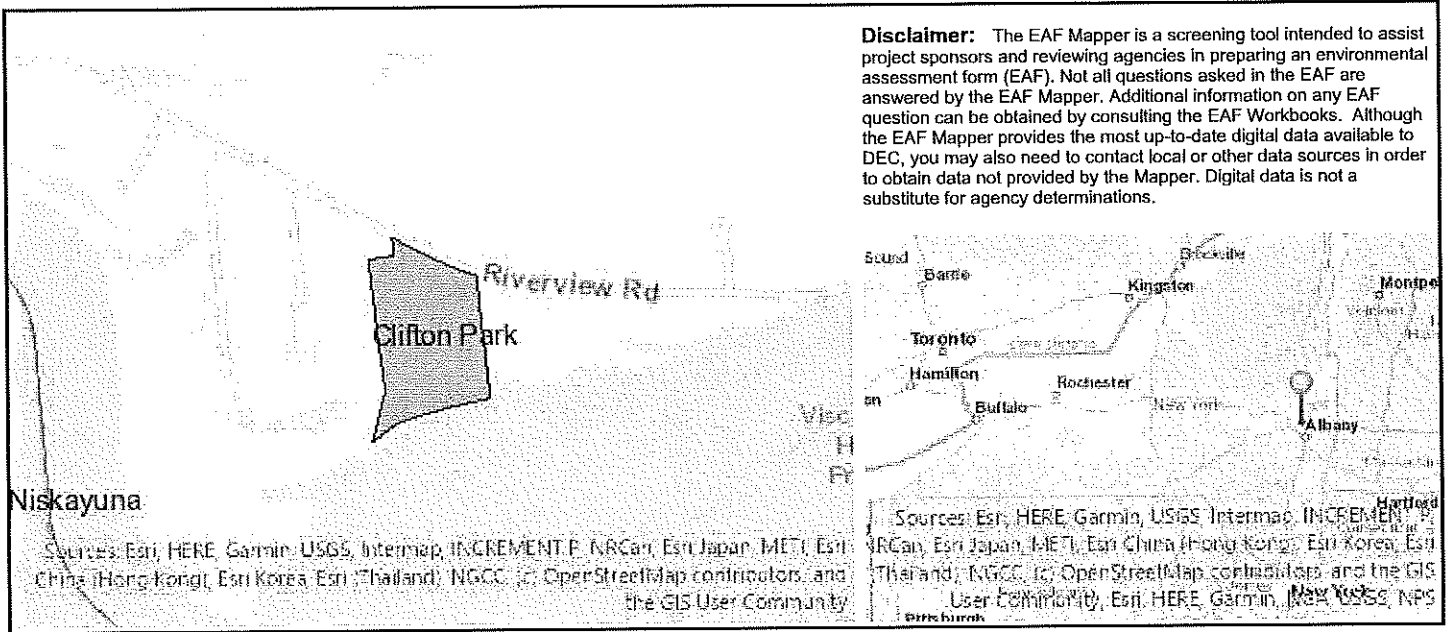 Disclaimer: The EAF Mapper is a screening tool intended to assist
project sponsors and reviewing agencies in preparing an environmental
assessment form (EAF). Not all questions asked in the EAF are
answered by the EAF Mapper. Additional information on any EAF
question can be obtained by consulting the EAF Workbooks. Although
the EAF Mapper provides the most up-to-date digital data available to
DEC, you may also need to contact local or other data sources in order
to obtain data not provided by the Mapper. Digital data is not a
substitute for agency determinations.
Riverview Rd
Clifton Park
Visc
H
Niskayuna
Sources: Esri, HERE, Garmin, USGS, Intermap, INCREMENT P, NRCan, Esri Japan, METI, Esri
China (Hong Kong), Esri Korea, Esri (Thailand), NGCC, (c) OpenStreetMap contributors, and
the GIS User Community
Barrie
Kingston
Montpe
Toronto
Hamilton
Rochester
Buffalo
New York
Albany
Hartford
Sources: Esri, HERE, Garmin, USGS, Intermap, INCREMENT P,
NRCan, Esri Japan, METI, Esri China (Hong Kong), Esri Korea, Esri
(Thailand), NGCC, (c) OpenStreetMap contributors, and the GIS
User Community, Esri, HERE, Garmin, USGS, NPS
New York
Pittsburgh